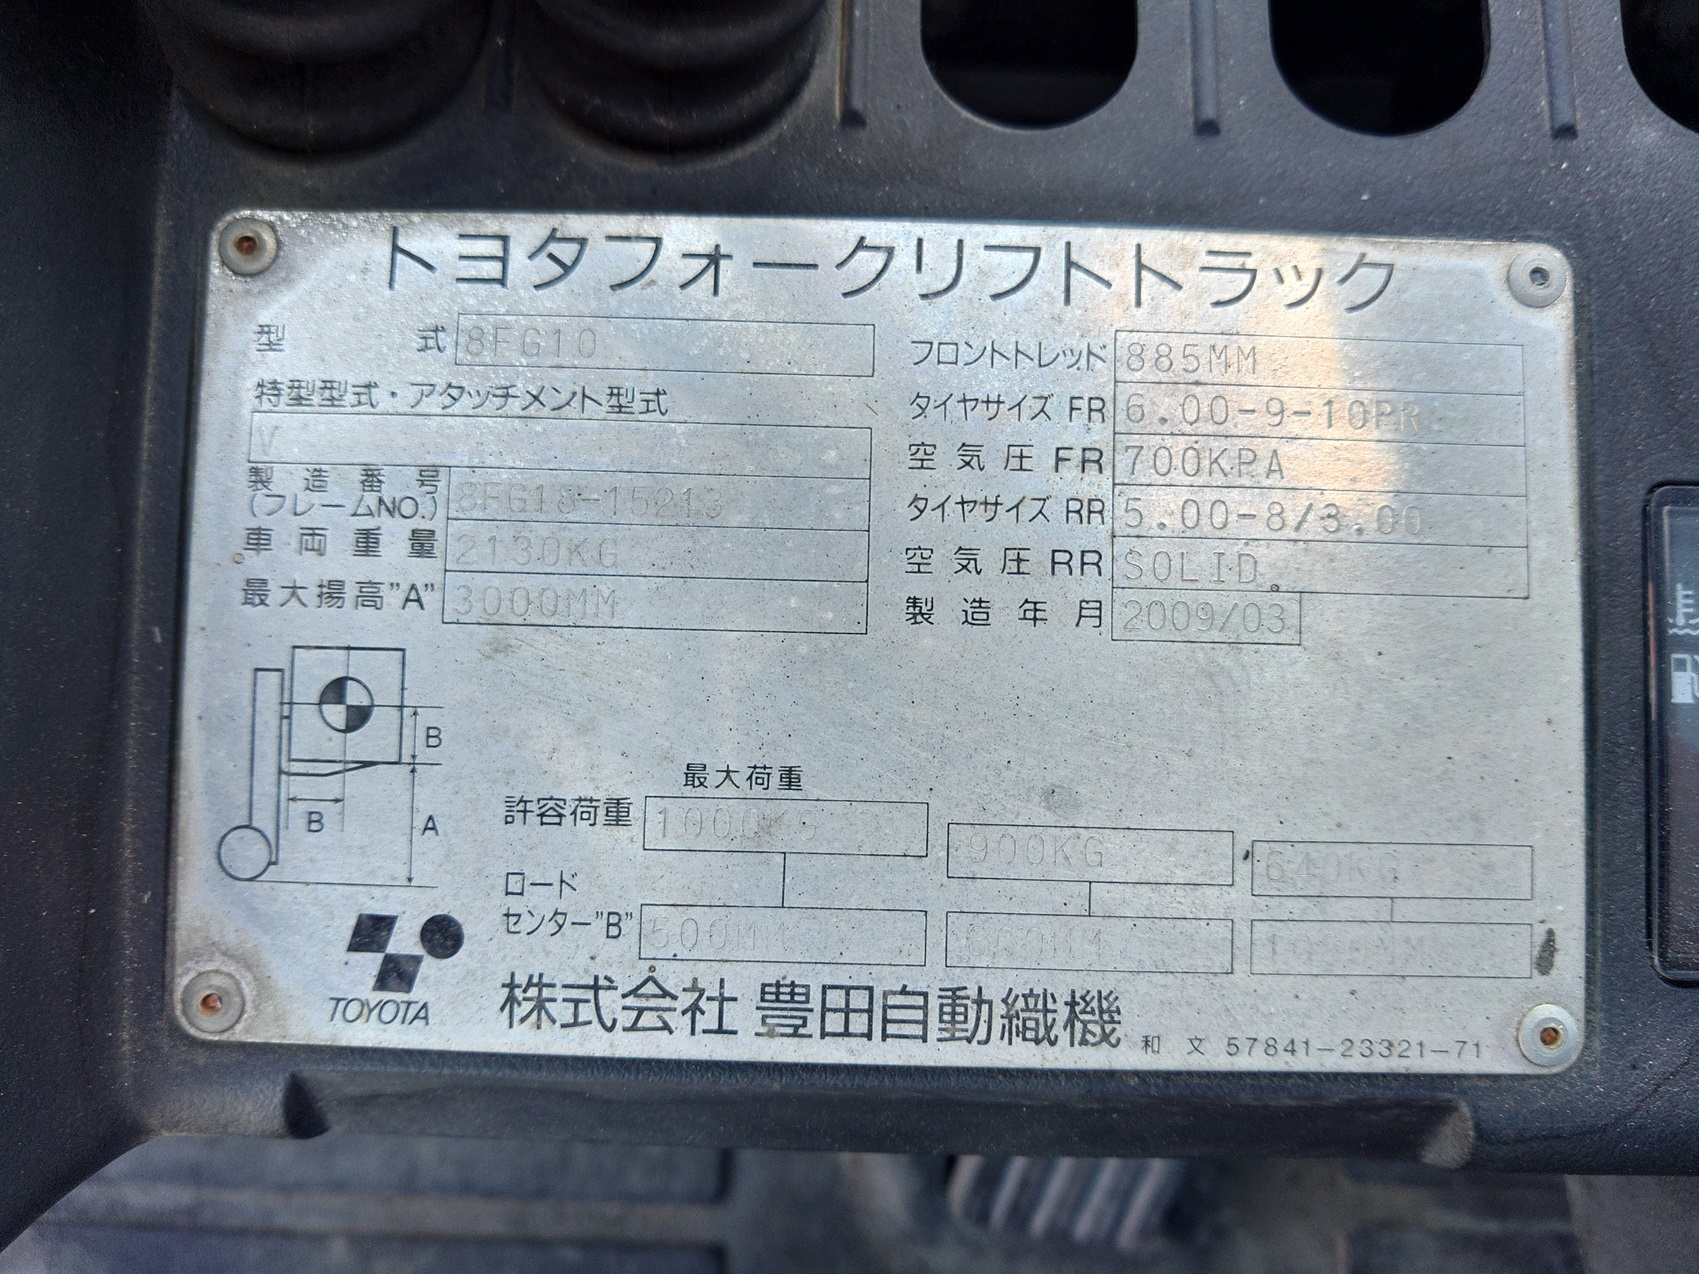 トヨタフォークリフトトラック
型式 8FG10
特型型式・アタッチメント型式
V
製造番号
(フレームNO.) 8FG18-15213
車両重量 2130KG
最大揚高"A" 3000MM
フロントトレッド 885MM
タイヤサイズ FR 6.00-9-10PR
空気圧 FR 700KPA
タイヤサイズ RR 5.00-8/3.00
空気圧 RR SOLID
製造年月 2009/03
B
B
A
最大荷重
許容荷重 1000KG 900KG 640KG
ロード
センター"B" 500MM 600MM
TOYOTA
株式会社 豊田自動織機
和文 57841-23321-71